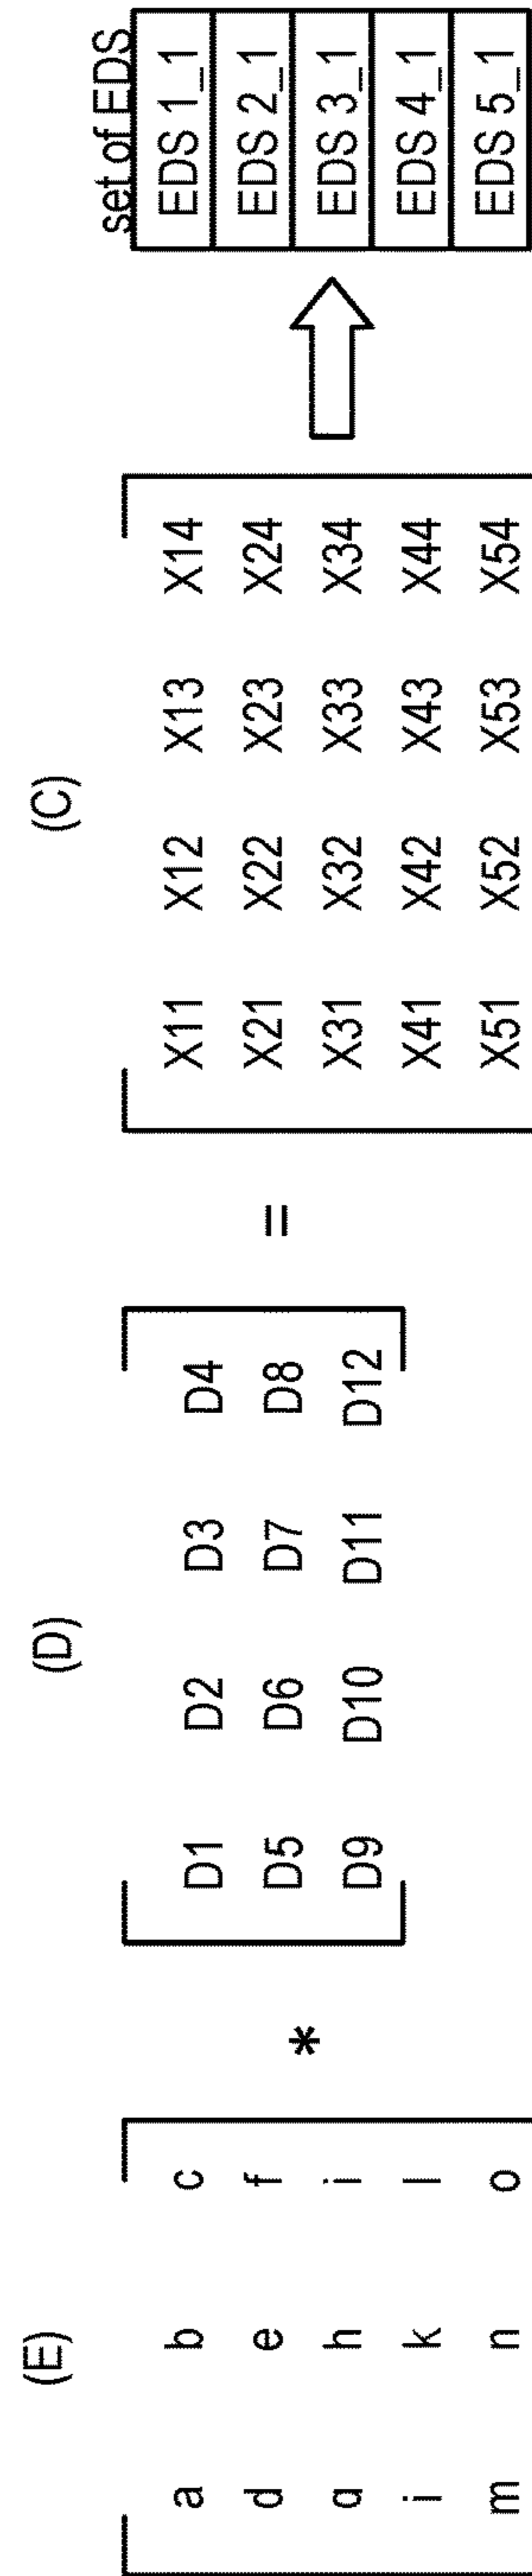 (E)
a b c
d e f
g h i
j k l
m n o
*
(D)
D1 D2 D3 D4
D5 D6 D7 D8
D9 D10 D11 D12
=
(C)
X11 X12 X13 X14
X21 X22 X23 X24
X31 X32 X33 X34
X41 X42 X43 X44
X51 X52 X53 X54
set of EDS
EDS 1_1
EDS 2_1
EDS 3_1
EDS 4_1
EDS 5_1